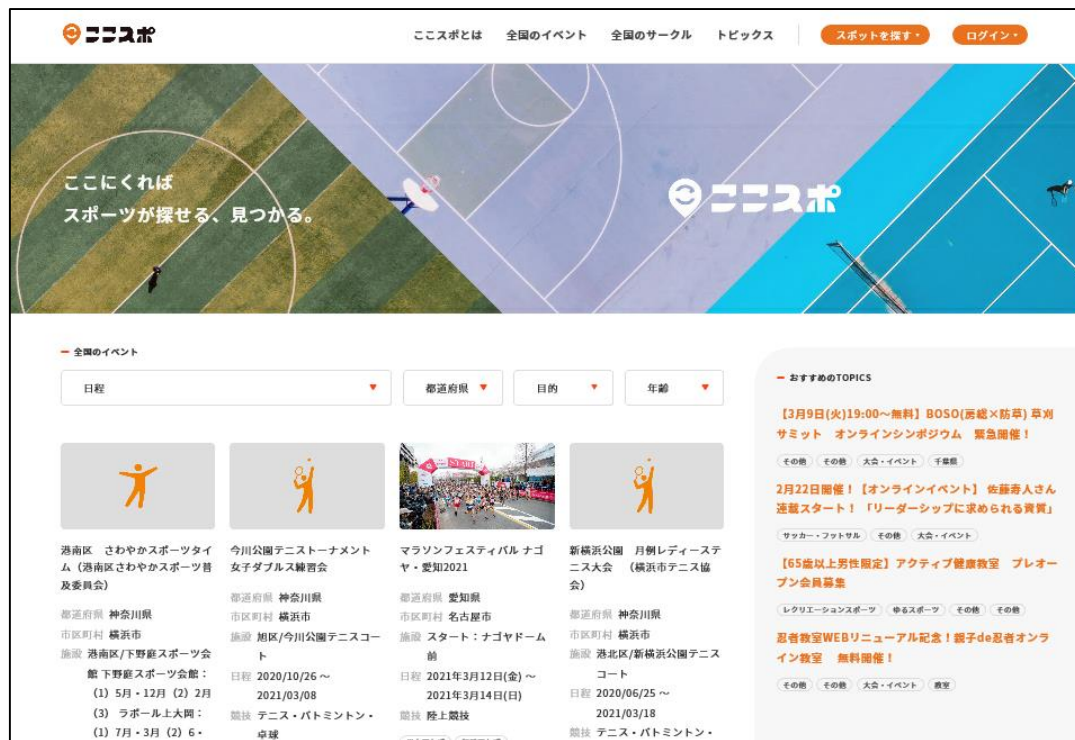 ここスポ
ここスポとは 全国のイベント 全国のサークル トピックス スポットを探す ログイン
ここにくれば
スポーツが探せる、見つかる。
ここスポ
全国のイベント
日程 都道府県 目的 年齢
港南区 さわやかスポーツタイ
ム（港南区さわやかスポーツ普
及委員会）
都道府県 神奈川県
市区町村 横浜市
施設 港南区/下野庭スポーツ会
館 下野庭スポーツ会館：
(1) 5月・12月 (2) 2月
(3) ラポール上大岡：
(1) 7月・3月 (2) 6・
今川公園テニストーナメント
女子ダブルス練習会
都道府県 神奈川県
市区町村 横浜市
施設 旭区/今川公園テニスコー
ト
日程 2020/10/26 ～
2021/03/08
競技 テニス・バトミントン・
卓球
START
マラソンフェスティバル ナゴ
ヤ・愛知2021
都道府県 愛知県
市区町村 名古屋市
施設 スタート：ナゴヤドーム
前
日程 2021年3月12日(金) ～
2021年3月14日(日)
競技 陸上競技
新横浜公園 月例レディーステ
ニス大会 （横浜市テニス協
会）
都道府県 神奈川県
市区町村 横浜市
施設 港北区/新横浜公園テニス
コート
日程 2020/06/25 ～
2021/03/18
競技 テニス・バトミントン・
おすすめのTOPICS
【3月9日(火)19:00～無料】BOSO(房総×防草) 草刈
サミット オンラインシンポジウム 緊急開催！
その他 その他 大会・イベント 千葉県
2月22日開催！【オンラインイベント】 佐藤寿人さん
連載スタート！「リーダーシップに求められる資質」
サッカー・フットサル その他 大会・イベント
【65歳以上男性限定】アクティブ健康教室 プレオー
プン会員募集
レクリエーションスポーツ ゆるスポーツ その他 その他
忍者教室WEBリニューアル記念！親子de忍者オンラ
イン教室 無料開催！
その他 その他 大会・イベント 教室